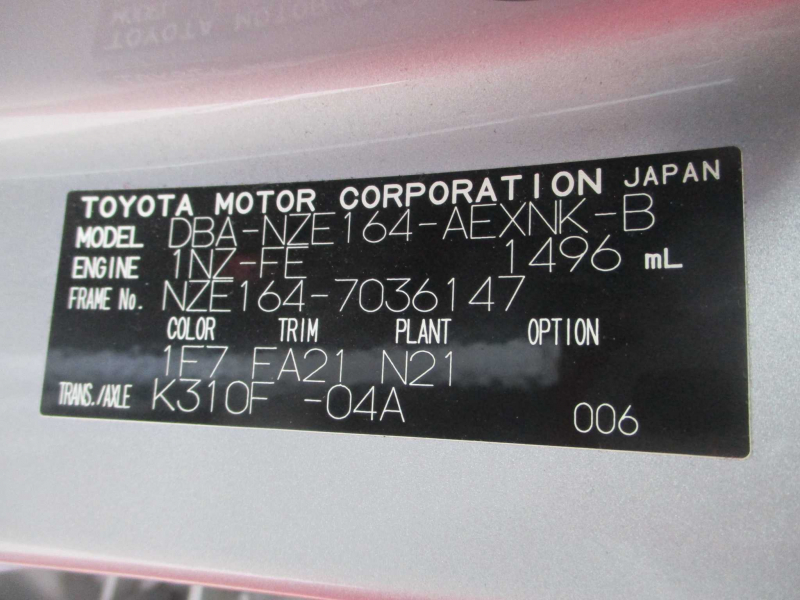 TOYOTA MOTOR CORPORATION JAPAN
MODEL DBA-NZE164-AEXNK-B
ENGINE 1NZ-FE 1496 mL
FRAME No. NZE164-7036147
COLOR TRIM PLANT OPTION
1F7 FA21 N21
TRANS./AXLE K310F -04A
006